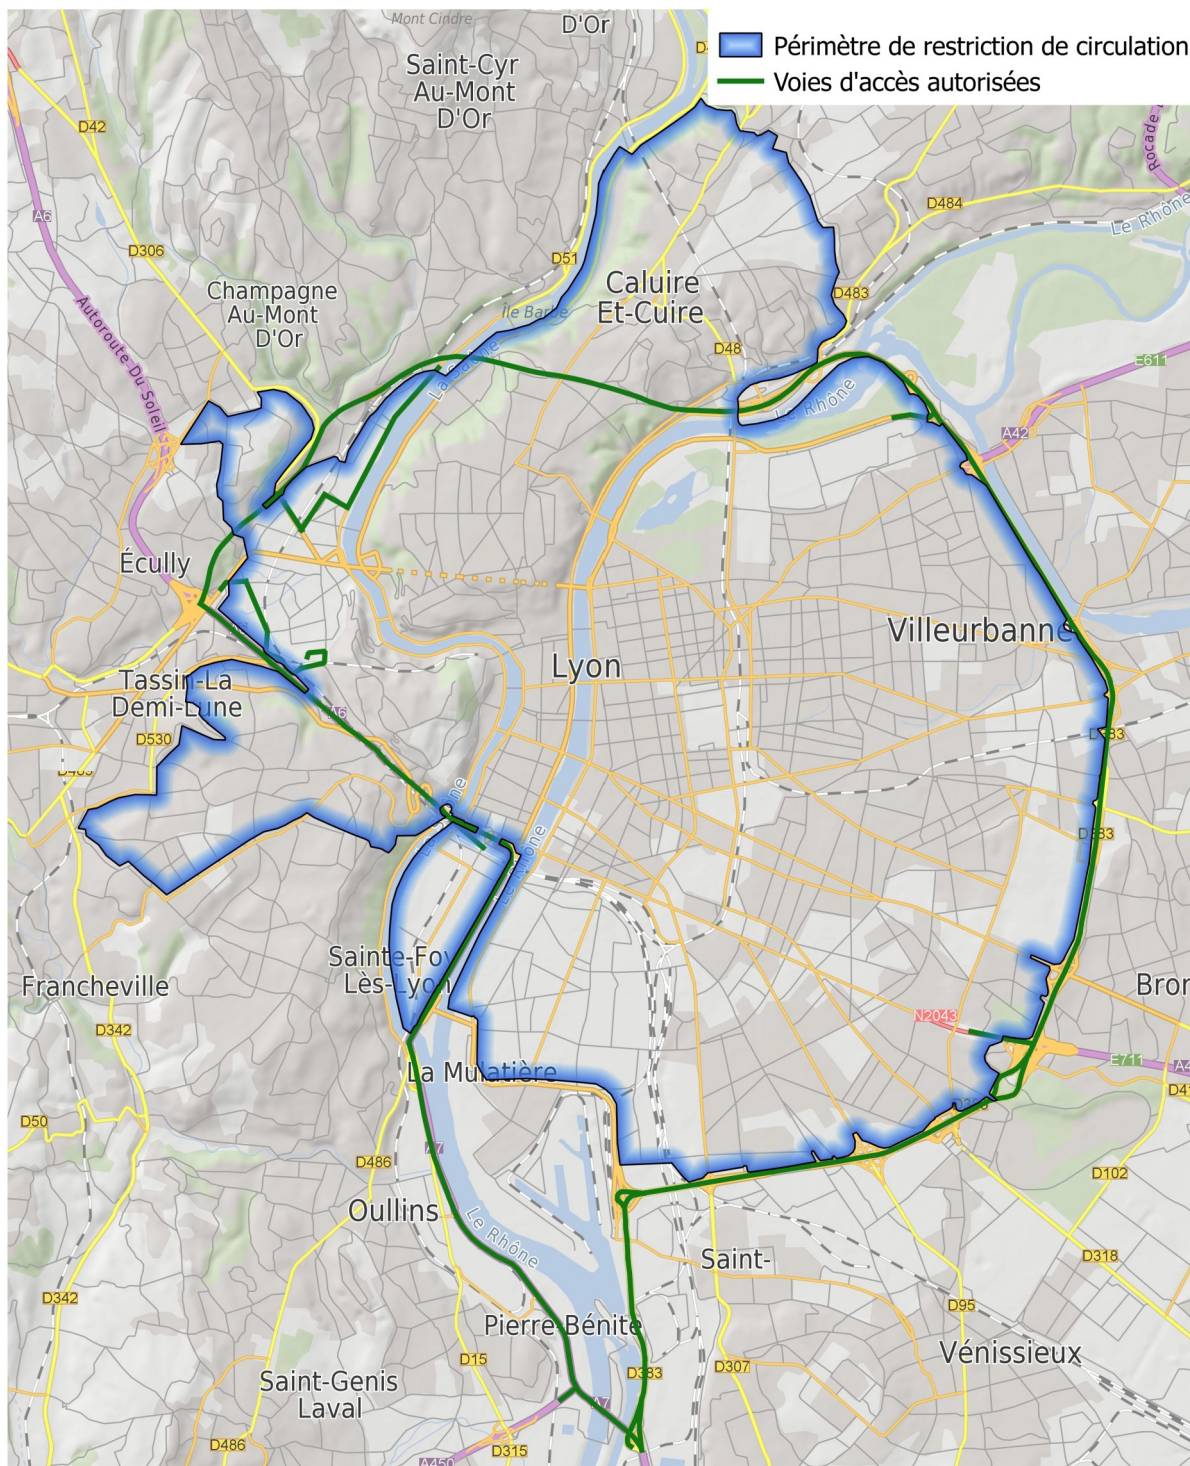 Mont Cindre
D'Or
Périmètre de restriction de circulation
Voies d'accès autorisées
Saint-Cyr
Au-Mont
D'Or
D42
Rocade
A6
D484
Le Rhône
D306
D51
Champagne
Au-Mont
D'Or
Caluire
Et-Cuire
D483
Île Barbe
Autoroute Du Soleil
D48
E611
La Saône
Le Rhône
A42
Écully
Villeurbanne
Lyon
Tassin-La
Demi-Lune
A6
D530
D383
Le Rhône
D383
Sainte-Foy
Lès-Lyon
Francheville
Bron
N2043
D342
La Mulatière
E711
D50
A7
D486
D102
Oullins
Le Rhône
Saint-
D318
D342
D95
Pierre-Bénite
Vénissieux
D15
D383
D307
Saint-Genis
Laval
A7
D486
D315
A450